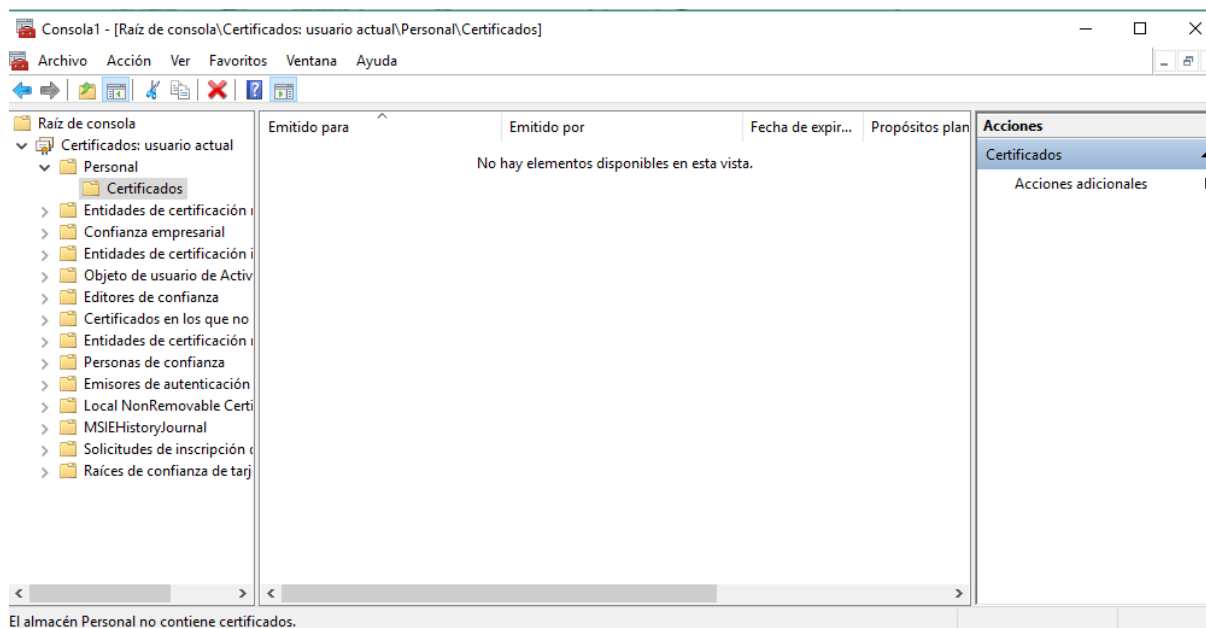 Consola1 - [Raíz de consola\Certificados: usuario actual\Personal\Certificados]
Archivo Acción Ver Favoritos Ventana Ayuda
Raíz de consola
Certificados: usuario actual
Personal
Certificados
Entidades de certificación
Confianza empresarial
Entidades de certificación i
Objeto de usuario de Activ
Editores de confianza
Certificados en los que no
Entidades de certificación
Personas de confianza
Emisores de autenticación
Local NonRemovable Certi
MSIEHistoryJournal
Solicitudes de inscripción
Raíces de confianza de tarj
Emitido para Emitido por Fecha de expir... Propósitos plan
No hay elementos disponibles en esta vista.
Acciones
Certificados
Acciones adicionales
El almacén Personal no contiene certificados.